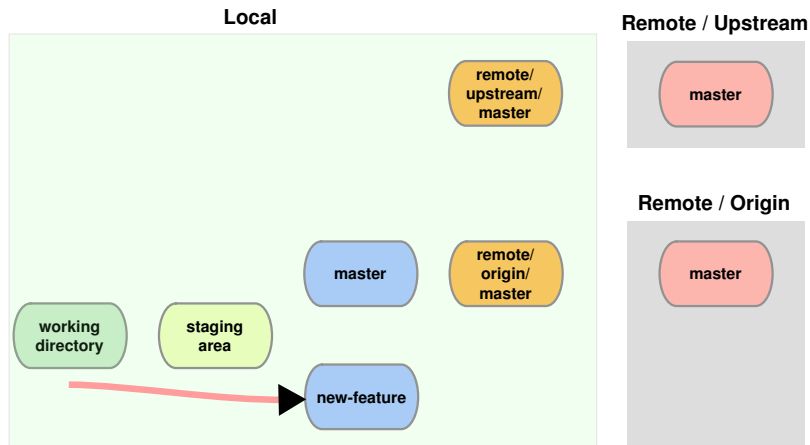 Local
Remote / Upstream
remote/
upstream/
master
master
Remote / Origin
master
remote/
origin/
master
master
working
directory
staging
area
new-feature